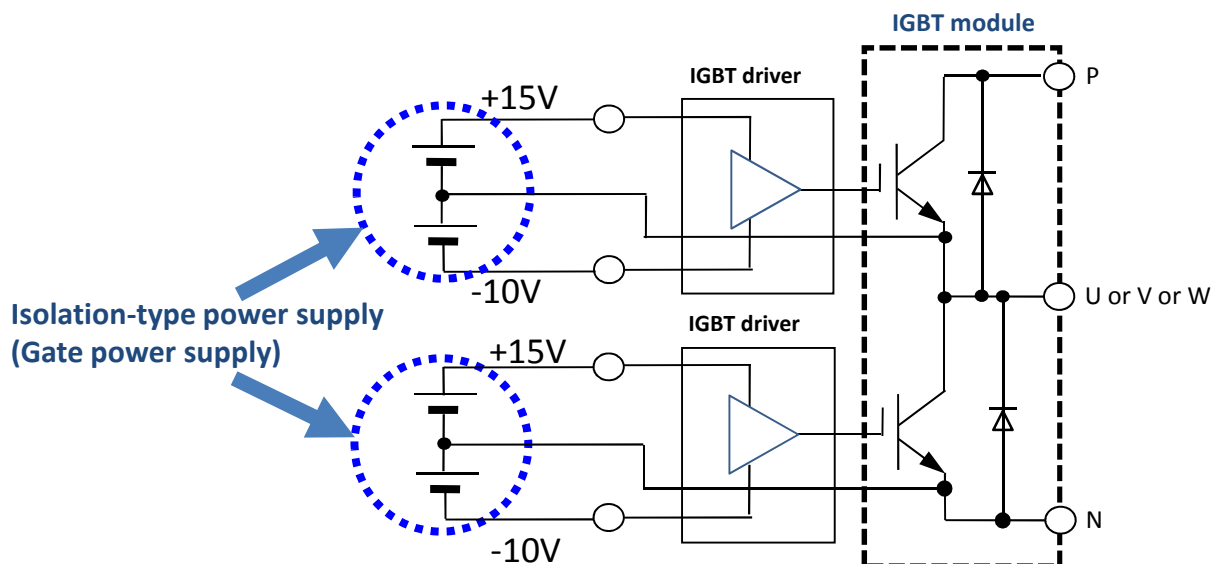 IGBT module
IGBT driver
P
+15V
-10V
U or V or W
Isolation-type power supply
(Gate power supply)
IGBT driver
+15V
-10V
N